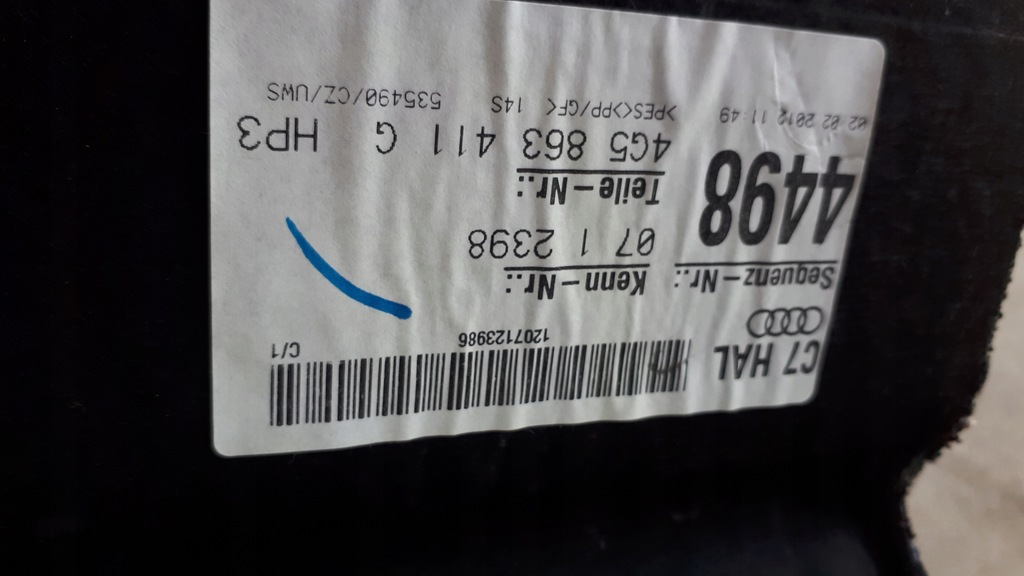 C7 HAL
1207123986
C/1
Sequenz-Nr.:
4498
Kenn-Nr.:
07 1 2398
Teile-Nr.:
4G5 863 411 G HP3
02 02 2012 11:49
>PES<>PP/GF< 14S 535490/CZ/UWS